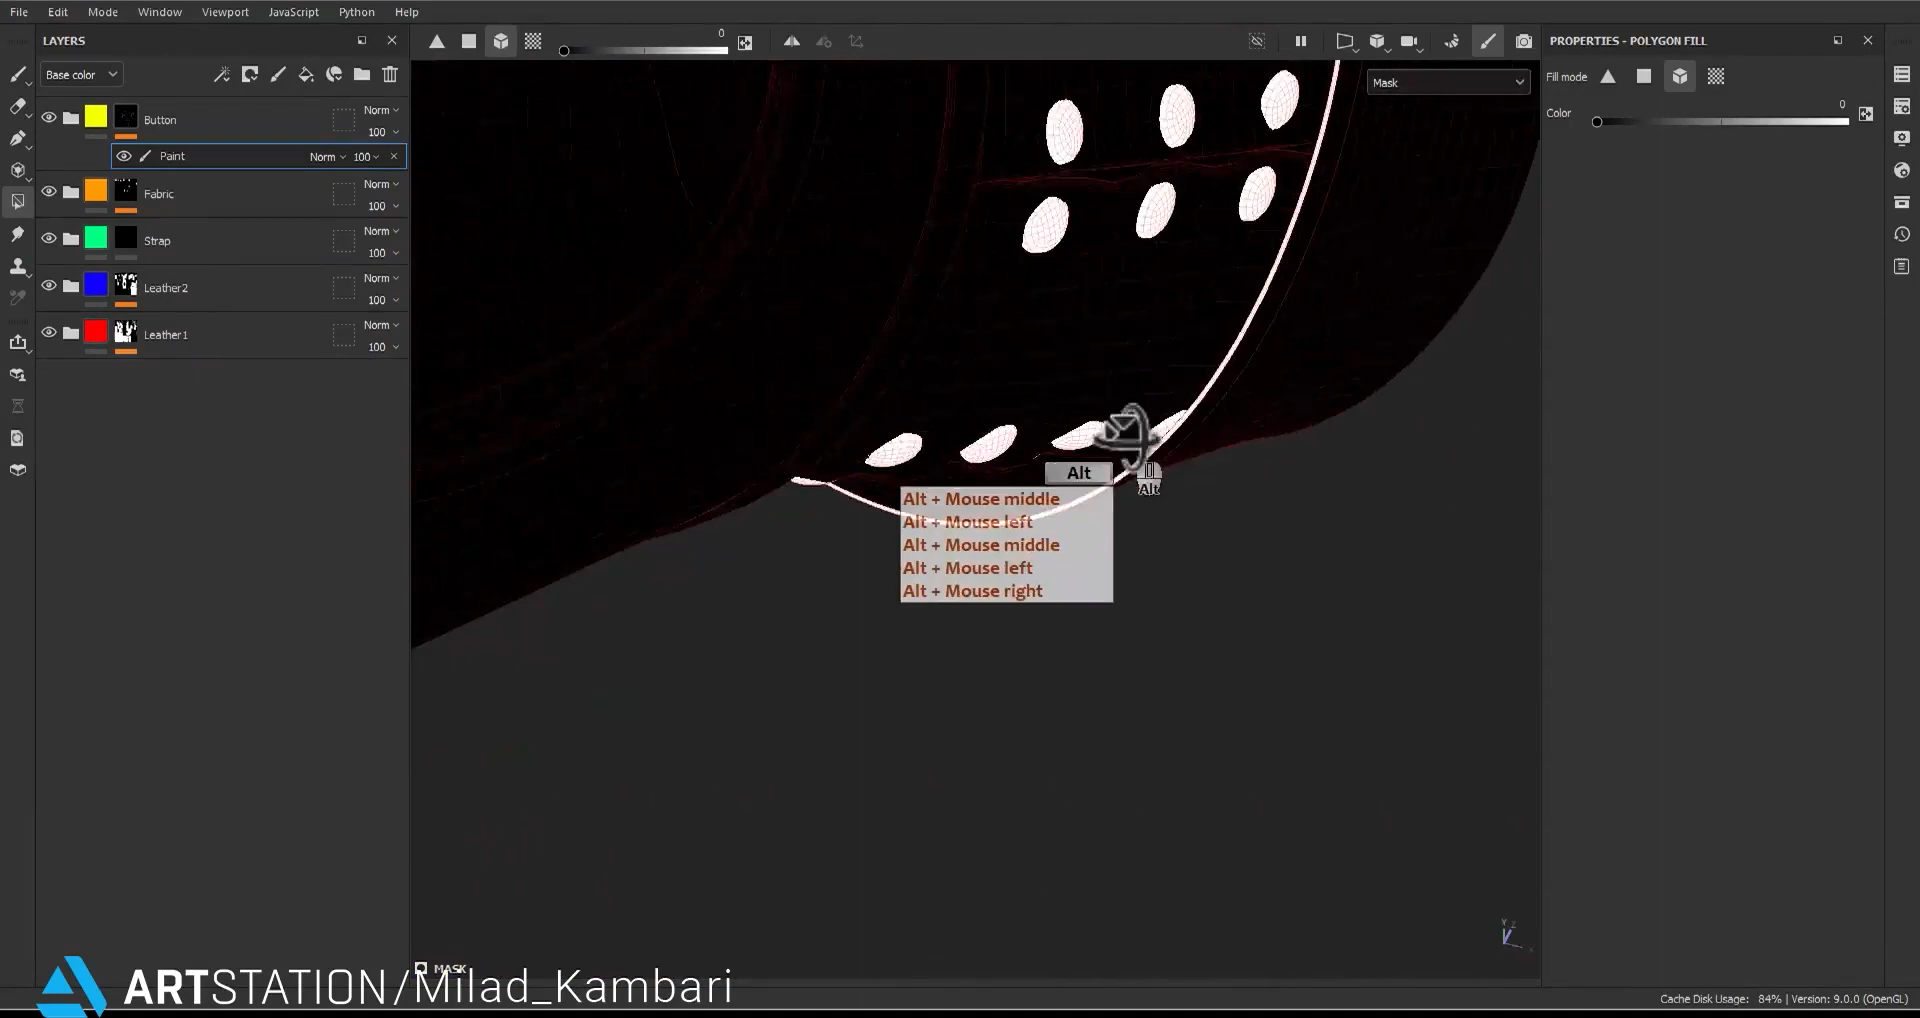 File Edit Mode Window Viewport JavaScript Python Help
LAYERS
Base color
Button Norm
100
Paint Norm 100
Fabric Norm
100
Strap Norm
100
Leather2 Norm
100
Leather1 Norm
100
0
Mask
PROPERTIES - POLYGON FILL
Fill mode
Color 0
Alt
Alt
Alt + Mouse middle
Alt + Mouse left
Alt + Mouse middle
Alt + Mouse left
Alt + Mouse right
Y Z
MASK
ARTSTATION/Milad_Kambari
Cache Disk Usage: 84% | Version: 9.0.0 (OpenGL)